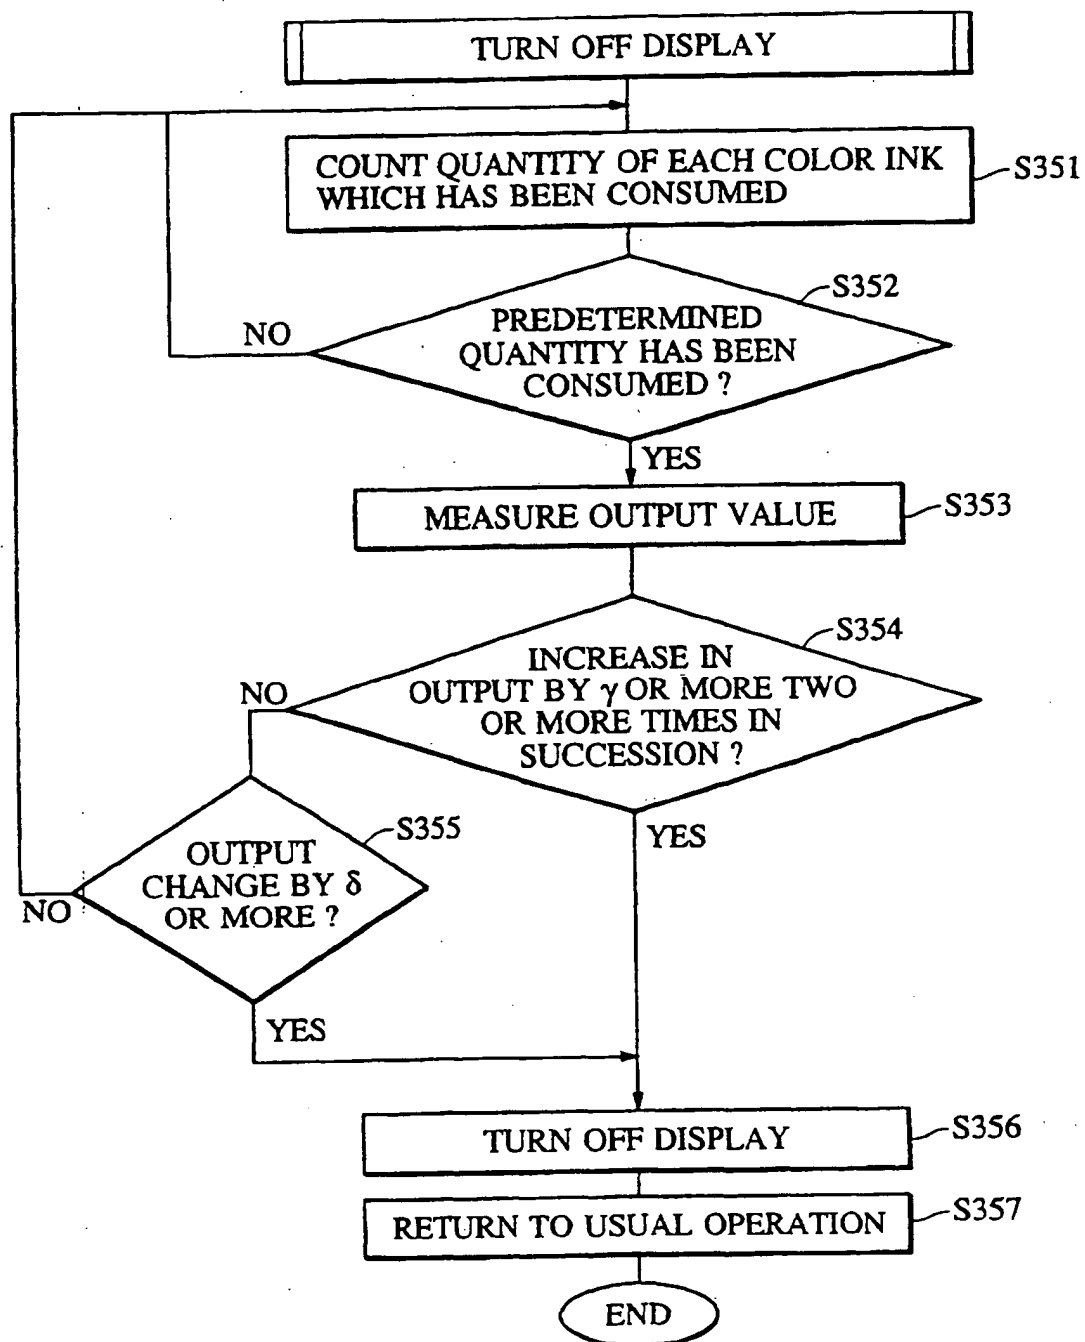 TURN OFF DISPLAY
COUNT QUANTITY OF EACH COLOR INK
WHICH HAS BEEN CONSUMED
S351
S352
PREDETERMINED
QUANTITY HAS BEEN
CONSUMED ?
NO
YES
MEASURE OUTPUT VALUE
S353
S354
INCREASE IN
OUTPUT BY γ OR MORE TWO
OR MORE TIMES IN
SUCCESSION ?
NO
YES
S355
OUTPUT
CHANGE BY δ
OR MORE ?
NO
YES
TURN OFF DISPLAY
S356
RETURN TO USUAL OPERATION
S357
END